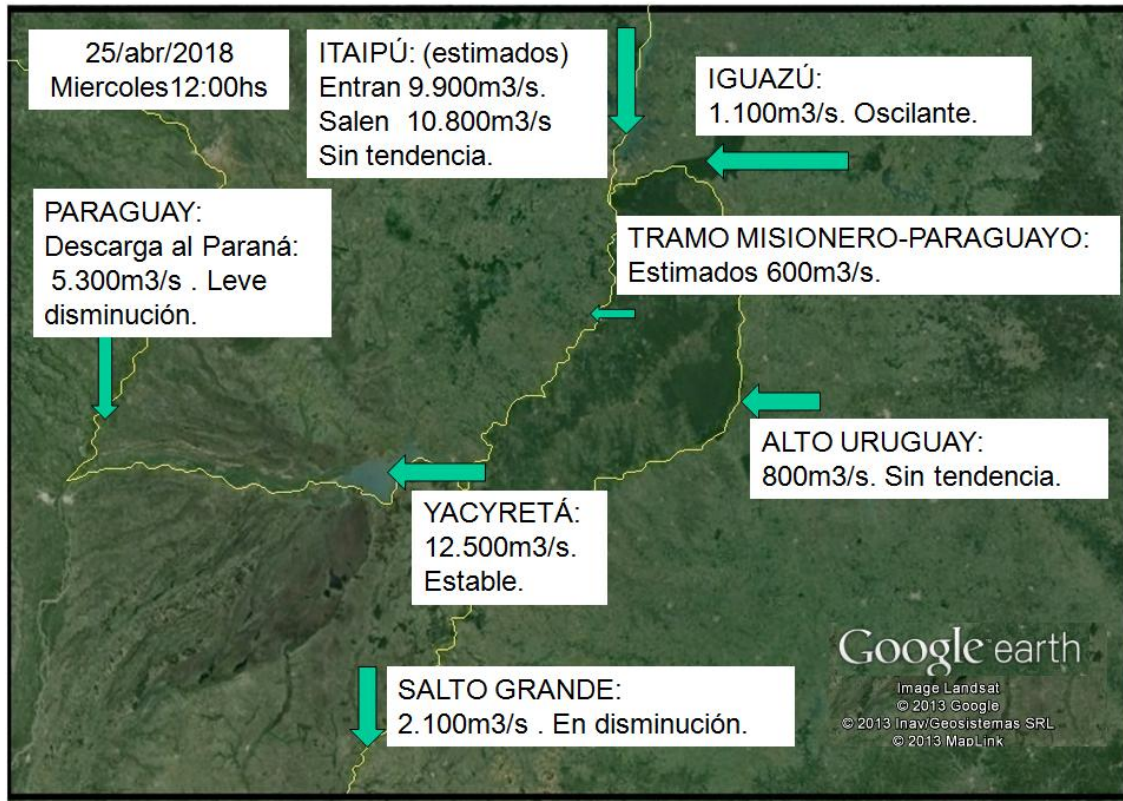 25/abr/2018
Miercoles12:00hs
ITAIPÚ: (estimados)
Entran 9.900m3/s.
Salen 10.800m3/s
Sin tendencia.
IGUAZÚ:
1.100m3/s. Oscilante.
PARAGUAY:
Descarga al Paraná:
5.300m3/s . Leve
disminución.
TRAMO MISIONERO-PARAGUAYO:
Estimados 600m3/s.
ALTO URUGUAY:
800m3/s. Sin tendencia.
YACYRETÁ:
12.500m3/s.
Estable.
SALTO GRANDE:
2.100m3/s . En disminución.
Google earth
Image Landsat
© 2013 Google
© 2013 Inav/Geosistemas SRL
© 2013 MapLink